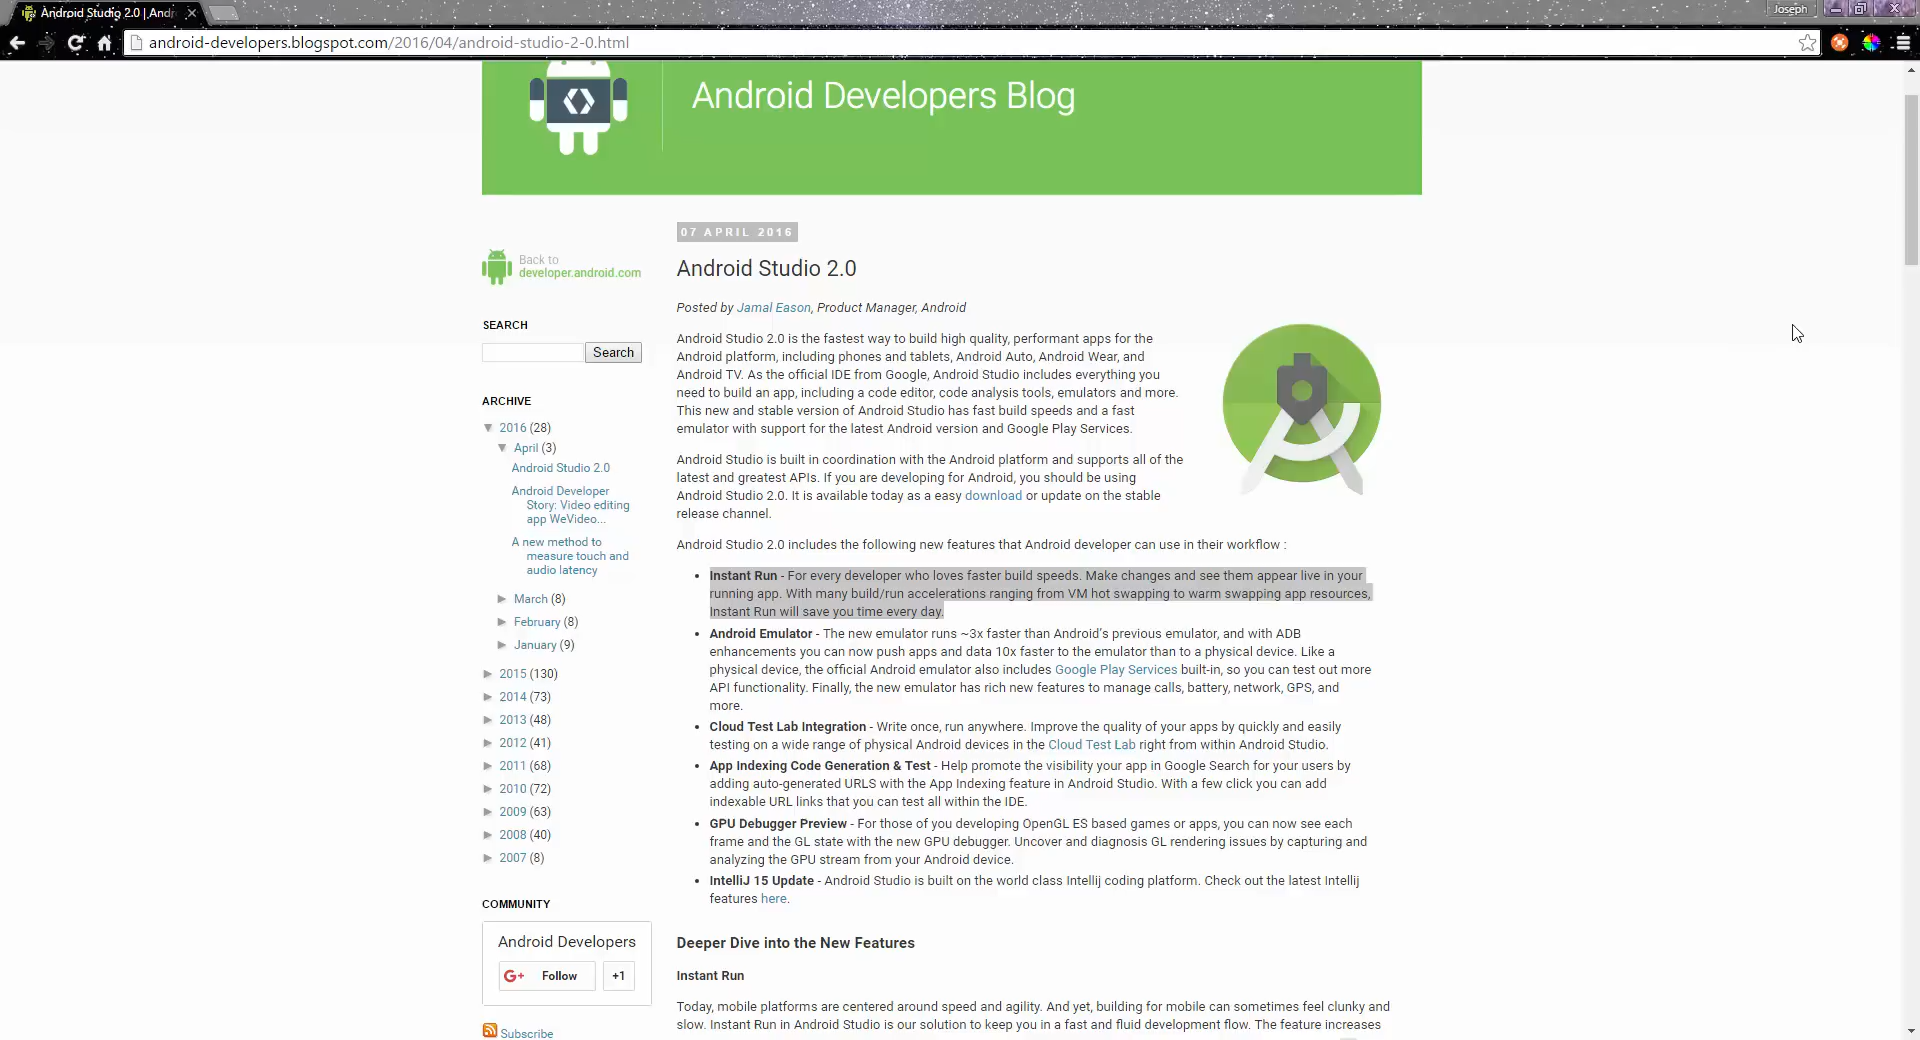 Android Studio 2.0 | Andr
Joseph
android-developers.blogspot.com/2016/04/android-studio-2-0.html
Android Developers Blog
07 APRIL 2016
Back to
developer.android.com
Android Studio 2.0
Posted by Jamal Eason, Product Manager, Android
SEARCH
Search
Android Studio 2.0 is the fastest way to build high quality, performant apps for the
Android platform, including phones and tablets, Android Auto, Android Wear, and
Android TV. As the official IDE from Google, Android Studio includes everything you
need to build an app, including a code editor, code analysis tools, emulators and more.
This new and stable version of Android Studio has fast build speeds and a fast
emulator with support for the latest Android version and Google Play Services.
Android Studio is built in coordination with the Android platform and supports all of the
latest and greatest APIs. If you are developing for Android, you should be using
Android Studio 2.0. It is available today as a easy download or update on the stable
release channel.
Android Studio 2.0 includes the following new features that Android developer can use in their workflow :
• Instant Run - For every developer who loves faster build speeds. Make changes and see them appear live in your
running app. With many build/run accelerations ranging from VM hot swapping to warm swapping app resources,
Instant Run will save you time every day.
• Android Emulator - The new emulator runs ~3x faster than Android's previous emulator, and with ADB
enhancements you can now push apps and data 10x faster to the emulator than to a physical device. Like a
physical device, the official Android emulator also includes Google Play Services built-in, so you can test out more
API functionality. Finally, the new emulator has rich new features to manage calls, battery, network, GPS, and
more.
• Cloud Test Lab Integration - Write once, run anywhere. Improve the quality of your apps by quickly and easily
testing on a wide range of physical Android devices in the Cloud Test Lab right from within Android Studio.
• App Indexing Code Generation & Test - Help promote the visibility your app in Google Search for your users by
adding auto-generated URLS with the App Indexing feature in Android Studio. With a few click you can add
indexable URL links that you can test all within the IDE.
• GPU Debugger Preview - For those of you developing OpenGL ES based games or apps, you can now see each
frame and the GL state with the new GPU debugger. Uncover and diagnosis GL rendering issues by capturing and
analyzing the GPU stream from your Android device.
• IntelliJ 15 Update - Android Studio is built on the world class Intellij coding platform. Check out the latest Intellij
features here.
Deeper Dive into the New Features
Instant Run
Today, mobile platforms are centered around speed and agility. And yet, building for mobile can sometimes feel clunky and
slow. Instant Run in Android Studio is our solution to keep you in a fast and fluid development flow. The feature increases
ARCHIVE
▼ 2016 (28)
▼ April (3)
Android Studio 2.0
Android Developer
Story: Video editing
app WeVideo...
A new method to
measure touch and
audio latency
► March (8)
► February (8)
► January (9)
► 2015 (130)
► 2014 (73)
► 2013 (48)
► 2012 (41)
► 2011 (68)
► 2010 (72)
► 2009 (63)
► 2008 (40)
► 2007 (8)
COMMUNITY
Android Developers
G+ Follow +1
Subscribe